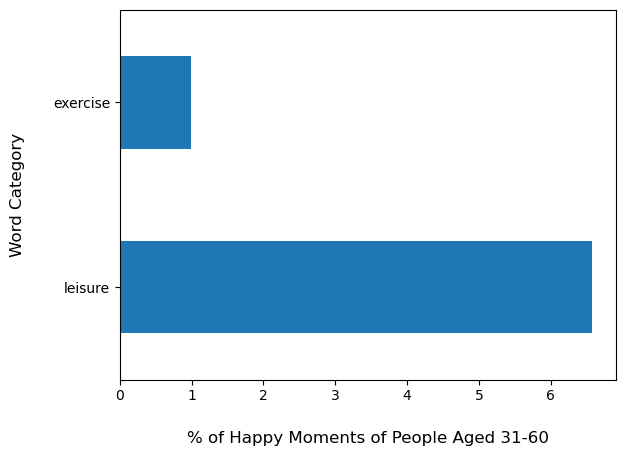 exercise
leisure
Word Category
0 1 2 3 4 5 6
% of Happy Moments of People Aged 31-60